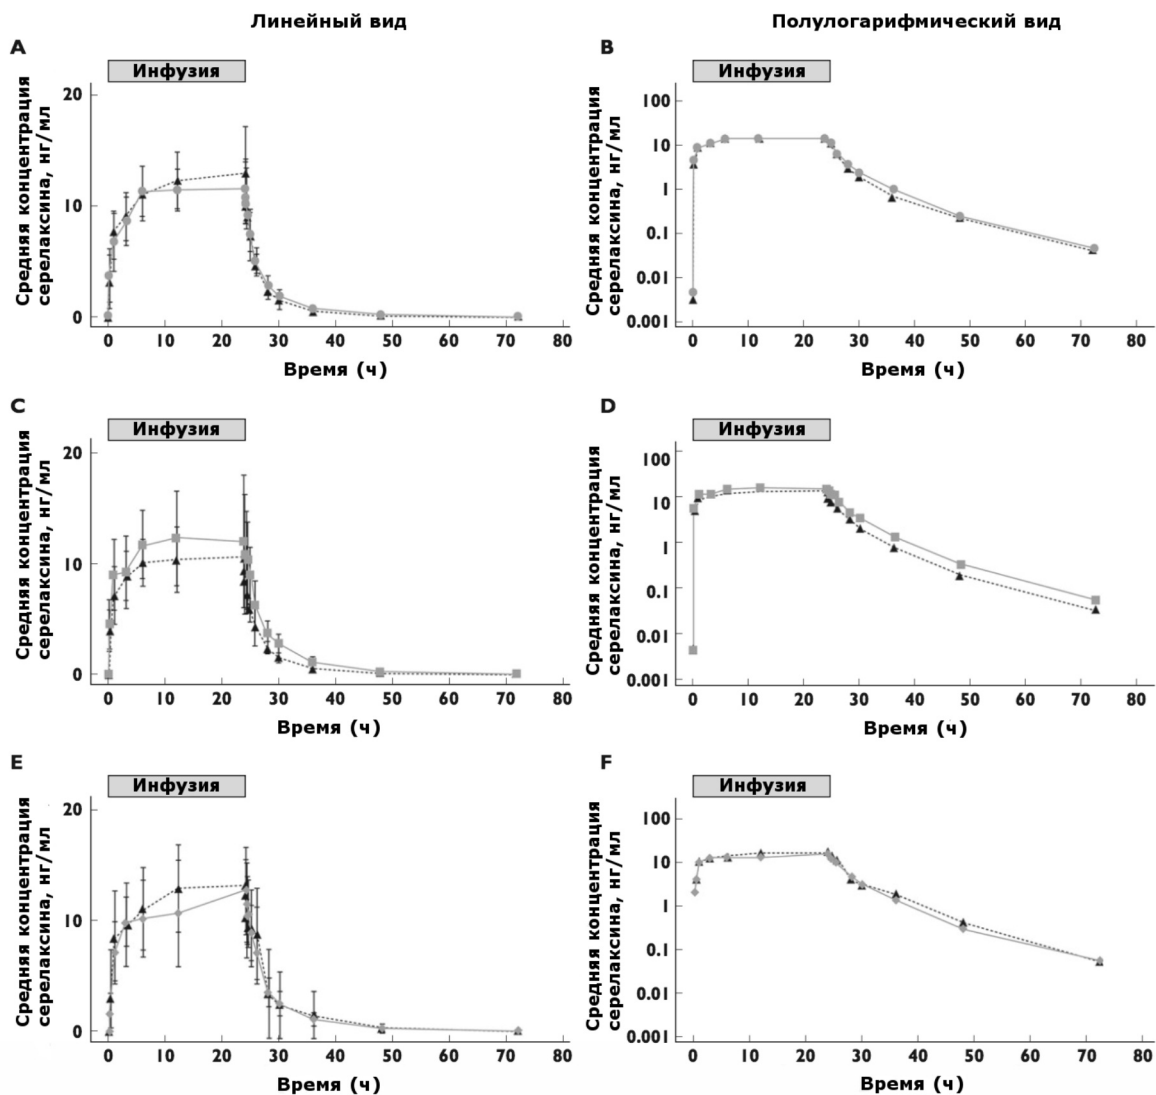 Линейный вид
Полулогарифмический вид
A
Инфузия
Средняя концентрация
серелаксина, нг/мл
20
10
0
0 10 20 30 40 50 60 70 80
Время (ч)
B
Инфузия
Средняя концентрация
серелаксина, нг/мл
100
10
1
0.1
0.01
0.001
0 10 20 30 40 50 60 70 80
Время (ч)
C
Инфузия
Средняя концентрация
серелаксина, нг/мл
20
10
0
0 10 20 30 40 50 60 70 80
Время (ч)
D
Инфузия
Средняя концентрация
серелаксина, нг/мл
100
10
1
0.1
0.01
0.001
0 10 20 30 40 50 60 70 80
Время (ч)
E
Инфузия
Средняя концентрация
серелаксина, нг/мл
20
10
0
0 10 20 30 40 50 60 70 80
Время (ч)
F
Инфузия
Средняя концентрация
серелаксина, нг/мл
100
10
1
0.1
0.01
0.001
0 10 20 30 40 50 60 70 80
Время (ч)